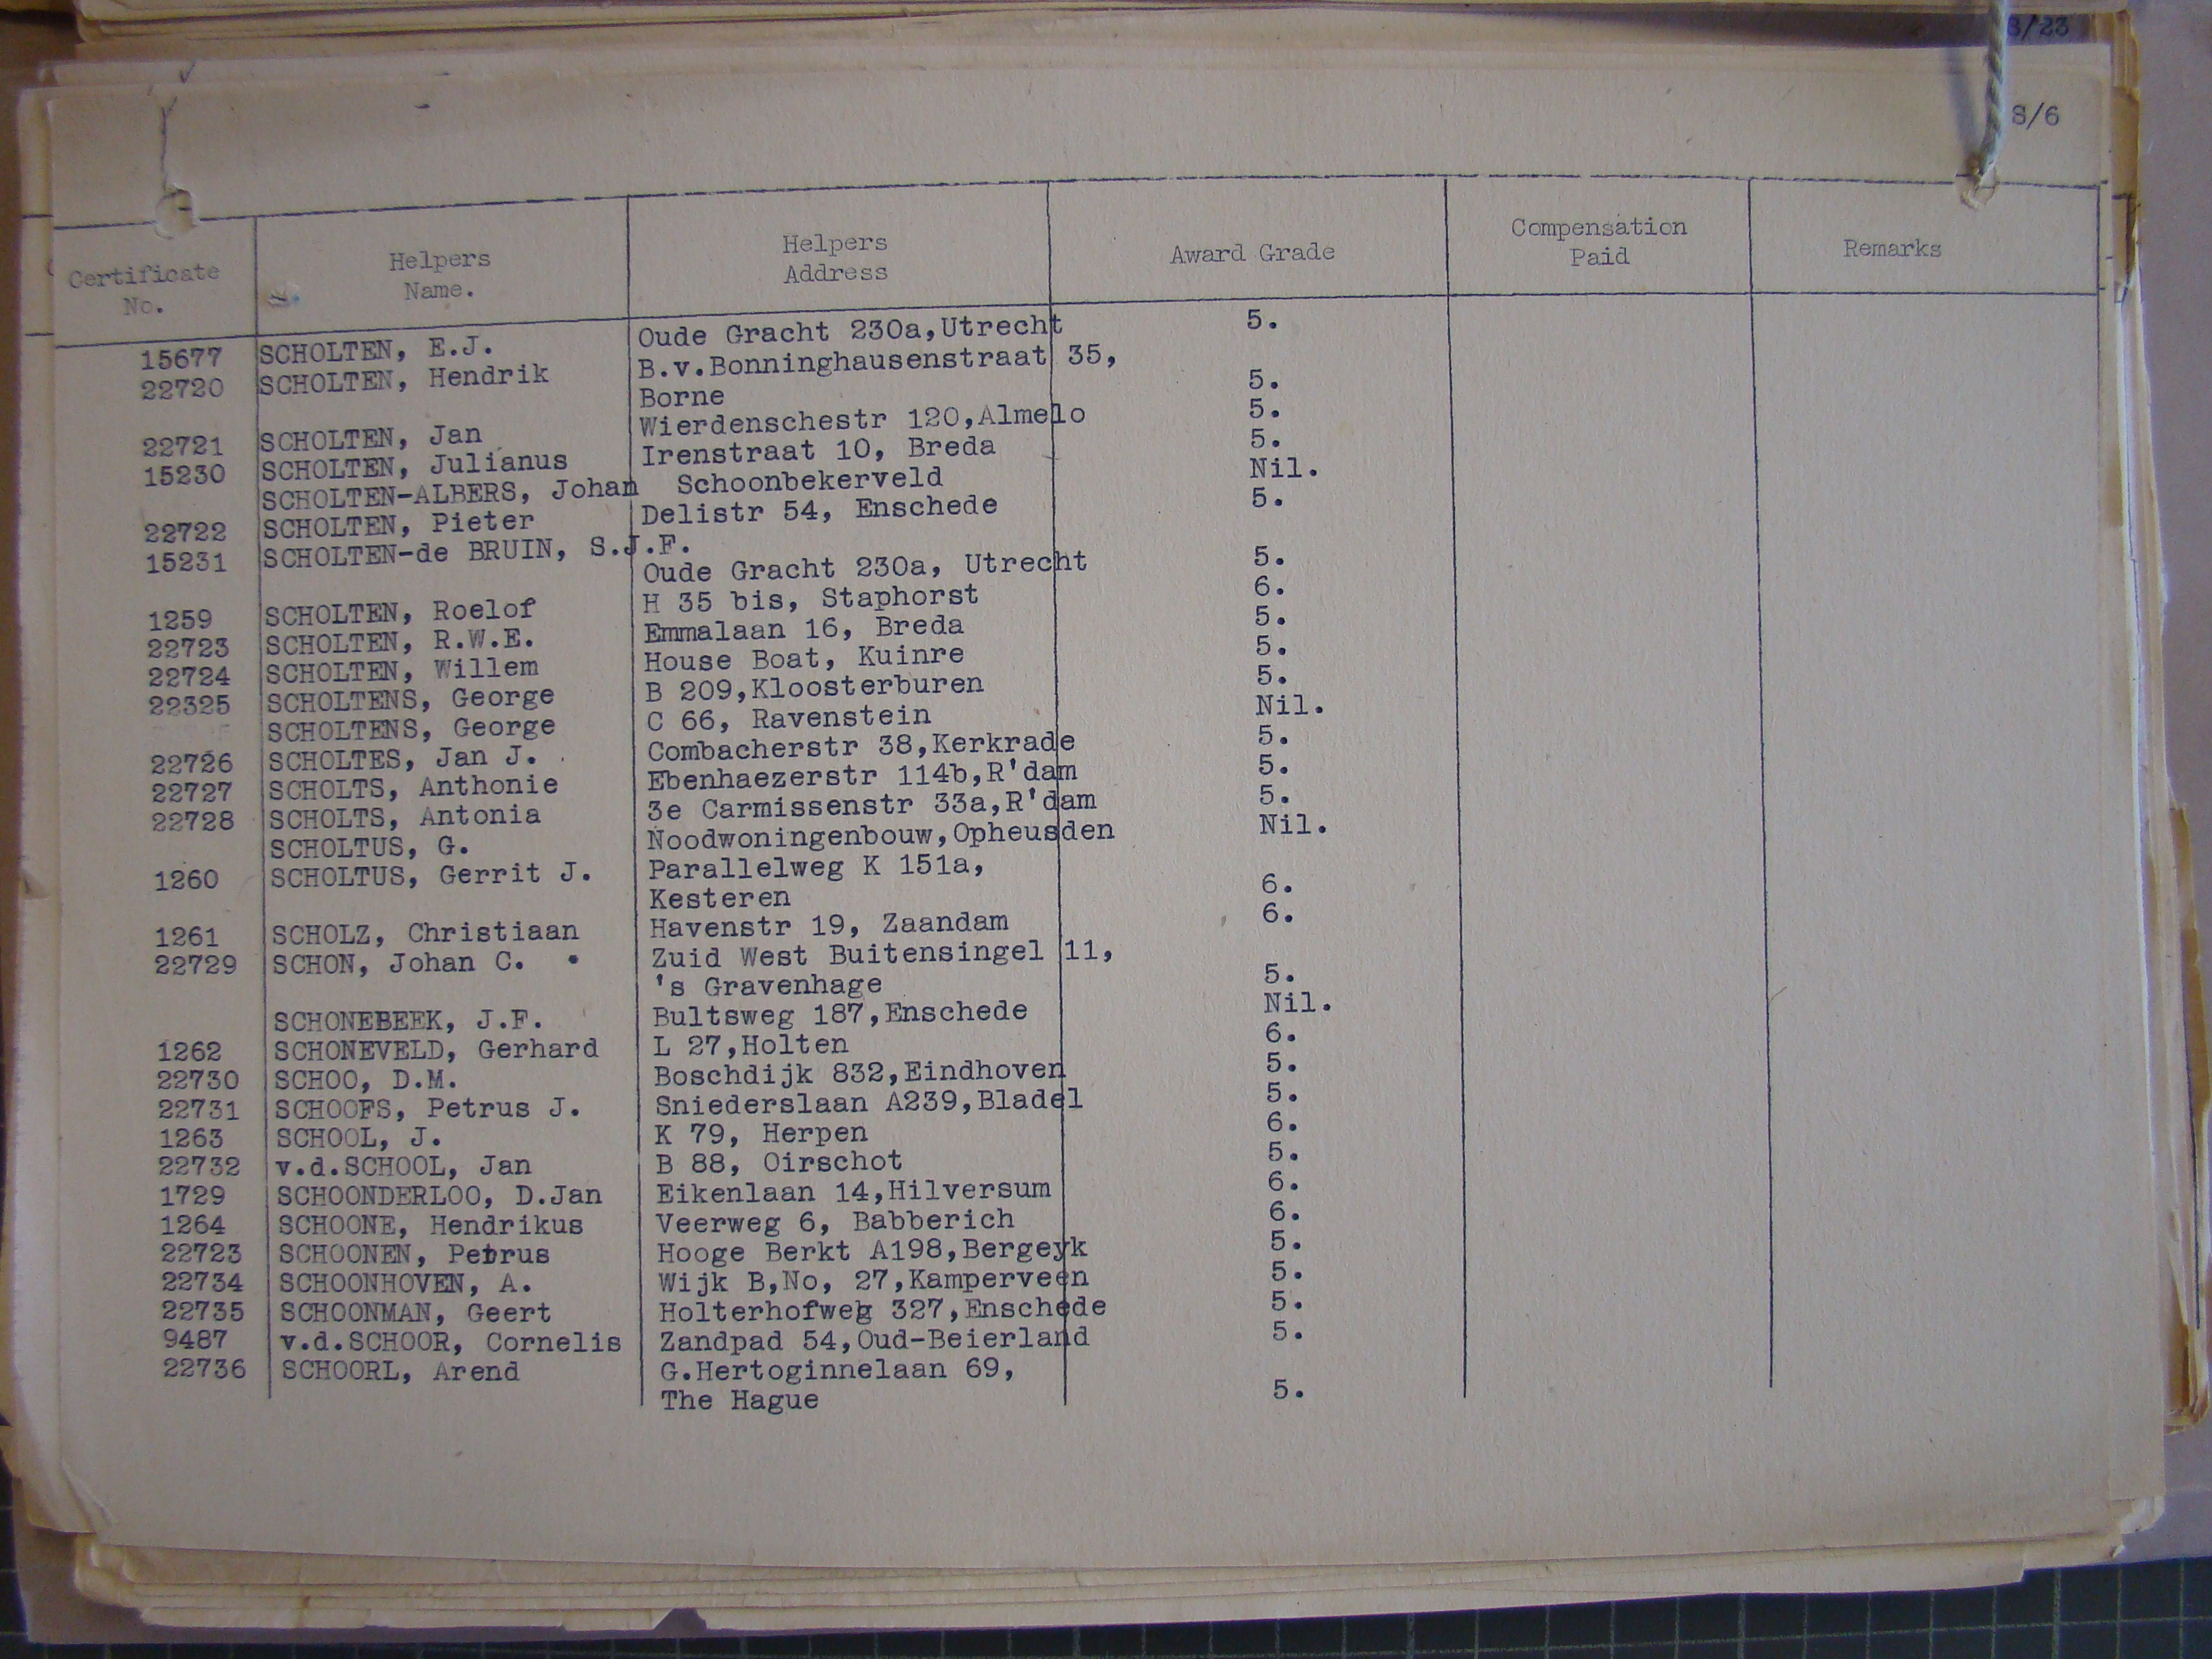 3/23
S/6
Certificate No. Helpers Name. Helpers Address Award Grade Compensation Paid Remarks
15677 SCHOLTEN, E.J. Oude Gracht 230a,Utrecht 5.
22720 SCHOLTEN, Hendrik B.v.Bonninghausenstraat 35,
Borne 5.
22721 SCHOLTEN, Jan Wierdenschestr 120,Almelo 5.
15230 SCHOLTEN, Julianus Irenstraat 10, Breda 5.
SCHOLTEN-ALBERS, Johan Schoonbekerveld Nil.
22722 SCHOLTEN, Pieter Delistr 54, Enschede 5.
15231 SCHOLTEN-de BRUIN, S.J.F.
Oude Gracht 230a, Utrecht 5.
1259 SCHOLTEN, Roelof H 35 bis, Staphorst 6.
22723 SCHOLTEN, R.W.E. Emmalaan 16, Breda 5.
22724 SCHOLTEN, Willem House Boat, Kuinre 5.
22325 SCHOLTENS, George B 209,Kloosterburen 5.
SCHOLTENS, George C 66, Ravenstein Nil.
22726 SCHOLTES, Jan J. Combacherstr 38,Kerkrade 5.
22727 SCHOLTS, Anthonie Ebenhaezerstr 114b,R'dam 5.
22728 SCHOLTS, Antonia 3e Carmissenstr 33a,R'dam 5.
SCHOLTUS, G. Noodwoningenbouw,Opheusden Nil.
1260 SCHOLTUS, Gerrit J. Parallelweg K 151a,
Kesteren 6.
1261 SCHOLZ, Christiaan Havenstr 19, Zaandam 6.
22729 SCHON, Johan C. Zuid West Buitensingel 11,
's Gravenhage 5.
SCHONEBEEK, J.F. Bultsweg 187,Enschede Nil.
1262 SCHONEVELD, Gerhard L 27,Holten 6.
22730 SCHOO, D.M. Boschdijk 832,Eindhoven 5.
22731 SCHOOFS, Petrus J. Sniederslaan A239,Bladel 5.
1263 SCHOOL, J. K 79, Herpen 6.
22732 v.d.SCHOOL, Jan B 88, Oirschot 5.
1729 SCHOONDERLOO, D.Jan Eikenlaan 14,Hilversum 6.
1264 SCHOONE, Hendrikus Veerweg 6, Babberich 6.
22723 SCHOONEN, Petrus Hooge Berkt A198,Bergeyk 5.
22734 SCHOONHOVEN, A. Wijk B,No, 27,Kamperveen 5.
22735 SCHOONMAN, Geert Holterhofweg 327,Enschede 5.
9487 v.d.SCHOOR, Cornelis Zandpad 54,Oud-Beierland 5.
22736 SCHOORL, Arend G.Hertoginnelaan 69,
The Hague 5.